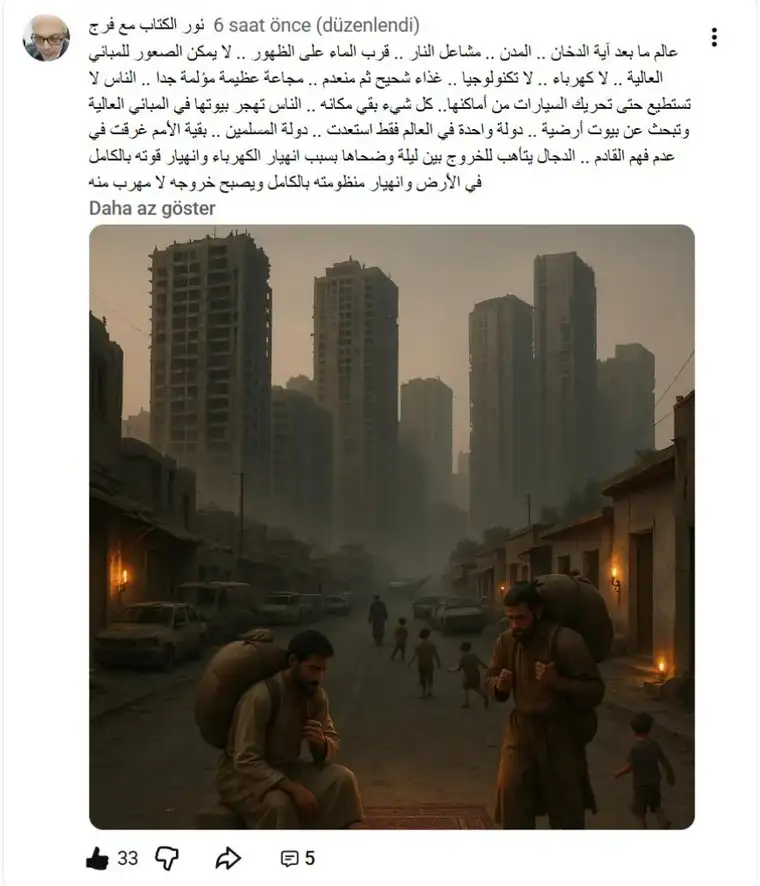 نور الكتاب مع فرج 6 saat önce (düzenlendi)
عالم ما بعد آية الدخان .. المدن .. مشاعل النار .. قرب الماء على الظهور .. لا يمكن الصعور للمباني
العالية .. لا كهرباء .. لا تكنولوجيا .. غذاء شحيح ثم منعدم .. مجاعة عظيمة مؤلمة جدا .. الناس لا
تستطيع حتى تحريك السيارات من أماكنها.. كل شيء بقي مكانه .. الناس تهجر بيوتها في المباني العالية
وتبحث عن بيوت أرضية .. دولة واحدة في العالم فقط استعدت .. دولة المسلمين .. بقية الأمم غرقت في
عدم فهم القادم .. الدجال يتأهب للخروج بين ليلة وضحاها بسبب انهيار الكهرباء وانهيار قوته بالكامل
في الأرض وانهيار منظومته بالكامل ويصبح خروجه لا مهرب منه
Daha az göster
33 5